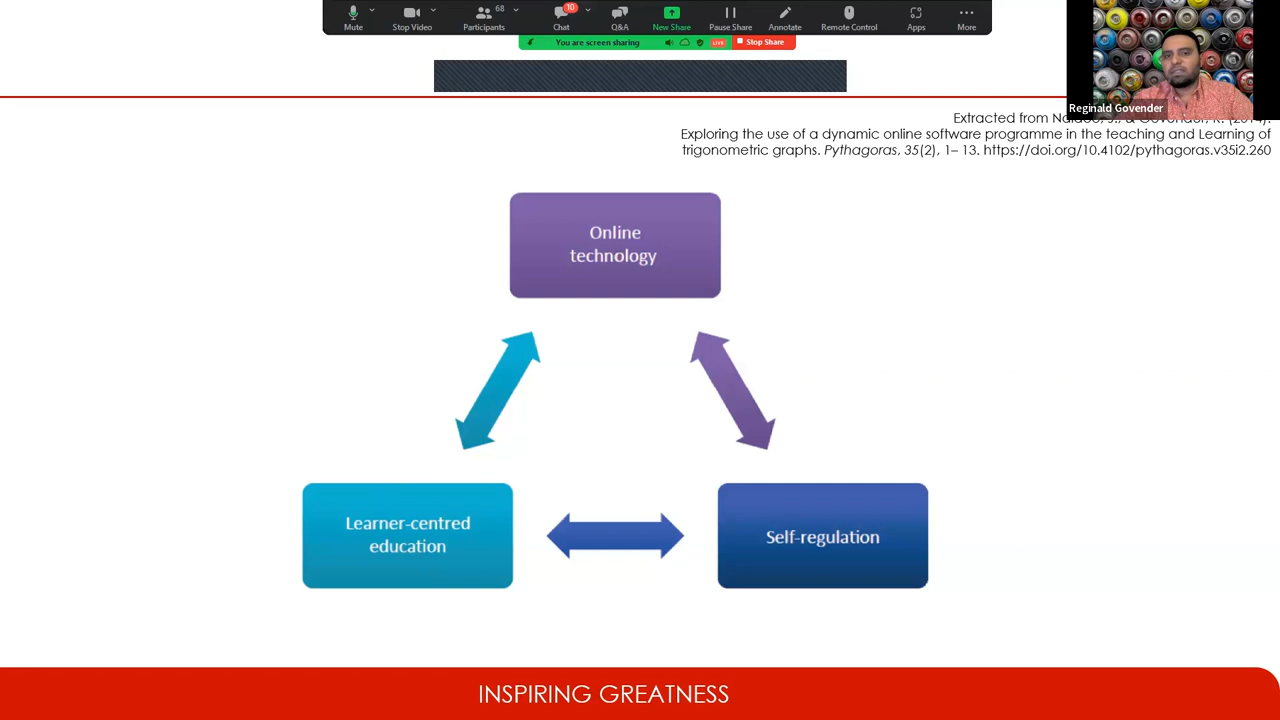 Mute
Stop Video
Participants
68
Chat
10
Q&A
New Share
Pause Share
Annotate
Remote Control
Apps
More
You are screen sharing
LIVE
Stop Share
Reginald Govender
Extracted from
Exploring the use of a dynamic online software programme in the teaching and Learning of
trigonometric graphs. Pythagoras, 35(2), 1– 13. https://doi.org/10.4102/pythagoras.v35i2.260
Online
technology
Learner-centred
education
Self-regulation
INSPIRING GREATNESS